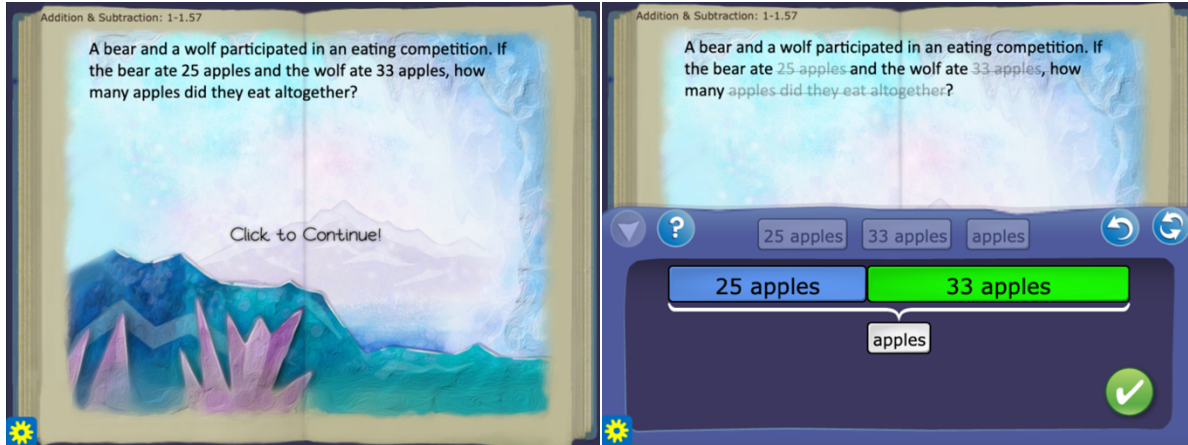 Addition & Subtraction: 1-1.57
A bear and a wolf participated in an eating competition. If
the bear ate 25 apples and the wolf ate 33 apples, how
many apples did they eat altogether?
Click to Continue!
Addition & Subtraction: 1-1.57
A bear and a wolf participated in an eating competition. If
the bear ate 25 apples and the wolf ate 33 apples, how
many apples did they eat altogether?
?
25 apples 33 apples apples
25 apples 33 apples
apples